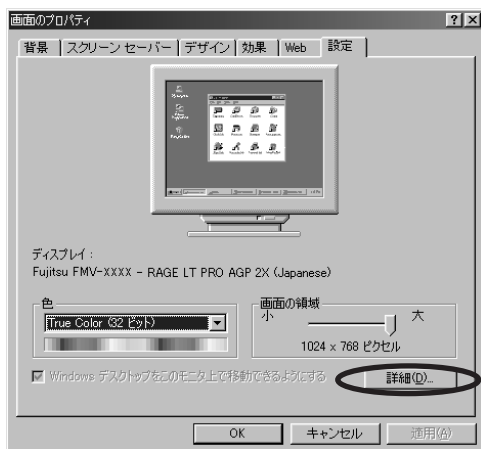 画面のプロパティ
背景 スクリーン セーバー デザイン 効果 Web 設定
ディスプレイ :
Fujitsu FMV-XXXX - RAGE LT PRO AGP 2X (Japanese)
色
True Color (32 ビット)
画面の領域
小 大
1024 x 768 ピクセル
Windows デスクトップをこのモニタ上で移動できるようにする
詳細(D)...
OK キャンセル 適用(A)